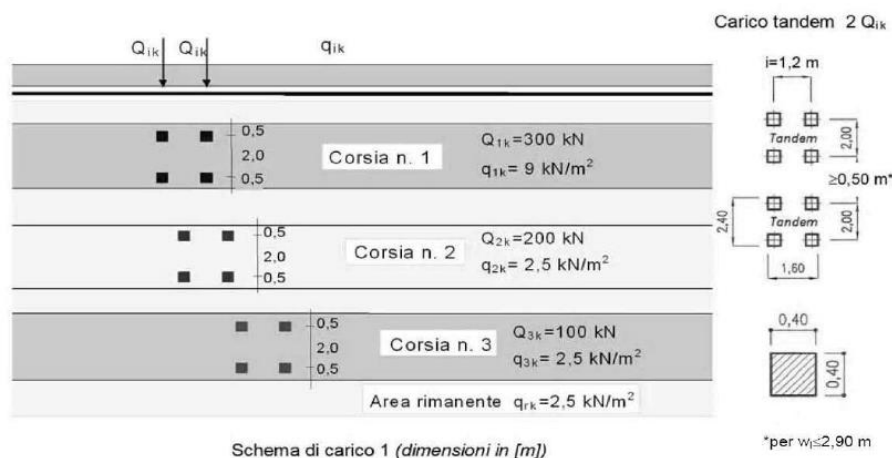 Carico tandem 2 Qik
Qik Qik qik
i=1,2 m
Tandem
2,00
≥0,50 m*
Tandem
2,00
2,40
1,60
0,5
2,0
0,5
Corsia n. 1
Q1k=300 kN
q1k= 9 kN/m²
0,5
2,0
0,5
Corsia n. 2
Q2k=200 kN
q2k= 2,5 kN/m²
0,5
2,0
0,5
Corsia n. 3
Q3k=100 kN
q3k= 2,5 kN/m²
0,40
0,40
Area rimanente qrk=2,5 kN/m²
*per wl≤2,90 m
Schema di carico 1 (dimensioni in [m])